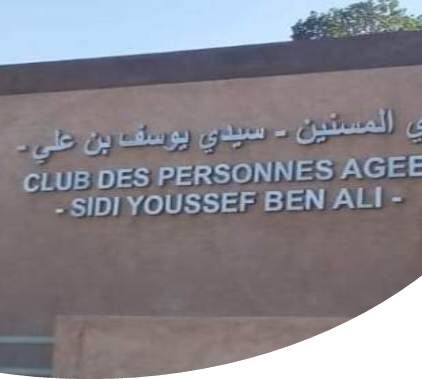 ي المسنين - سيدي يوسف بن علي -
CLUB DES PERSONNES AGEE
- SIDI YOUSSEF BEN ALI -